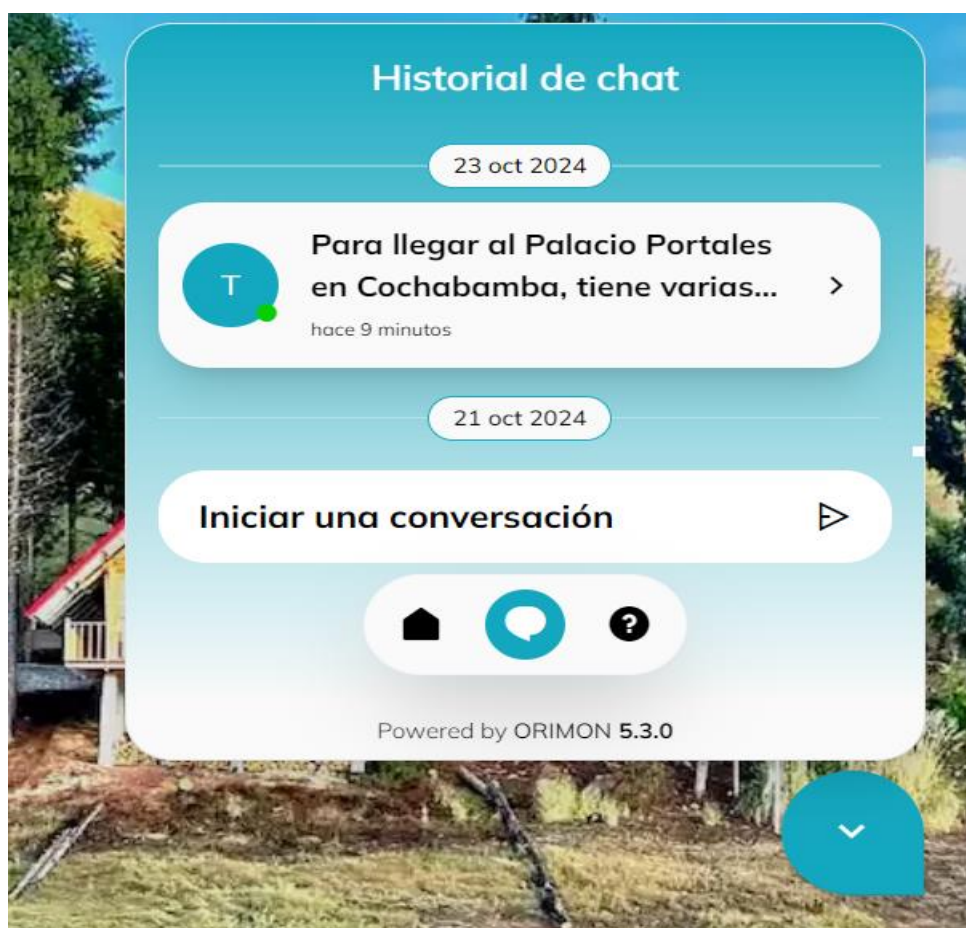 Historial de chat
23 oct 2024
T
Para llegar al Palacio Portales
en Cochabamba, tiene varias...
hace 9 minutos
21 oct 2024
Iniciar una conversación
?
Powered by ORIMON 5.3.0